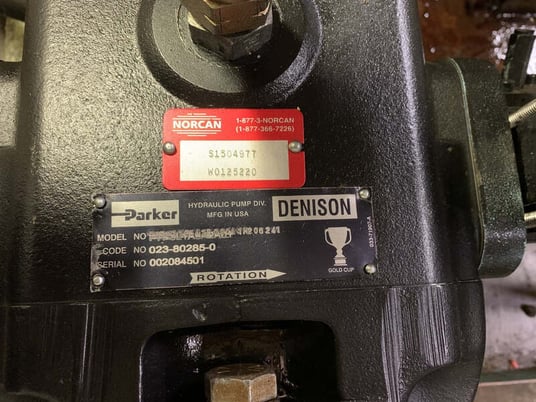 NORCAN
1-877-3-NORCAN
(1-877-366-7226)
S1504977
W0125220
Parker
HYDRAULIC PUMP DIV.
MFG. IN USA
DENISON
MODEL NO
CODE NO 023-80285-0
SERIAL NO 002084501
ROTATION
GOLD CUP